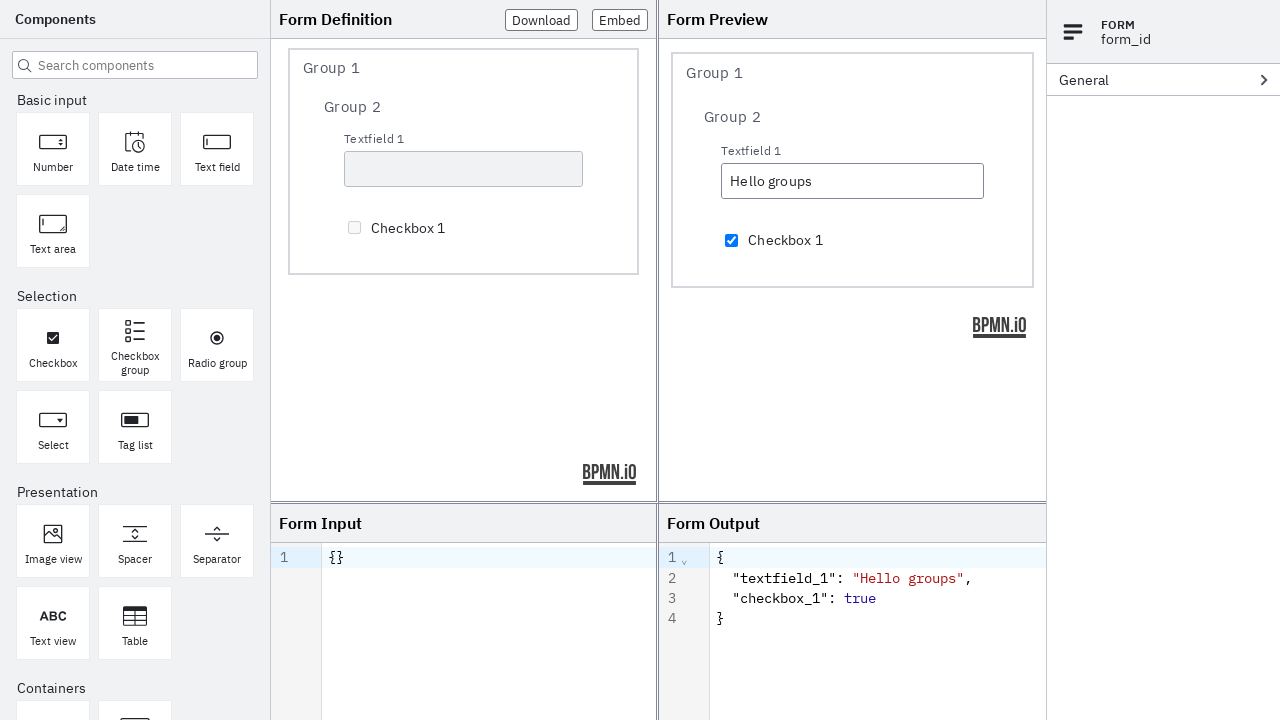 Components
Search components
Basic input
Number
Date time
Text field
Text area
Selection
Checkbox
Checkbox
group
Radio group
Select
Tag list
Presentation
Image view
Spacer
Separator
ABC
Text view
Table
Containers
Form Definition
Download
Embed
Group 1
Group 2
Textfield 1
Checkbox 1
BPMN.iO
Form Preview
Group 1
Group 2
Textfield 1
Hello groups
Checkbox 1
BPMN.iO
Form Input
1 {}
Form Output
1 {
2 "textfield_1": "Hello groups",
3 "checkbox_1": true
4 }
FORM
form_id
General